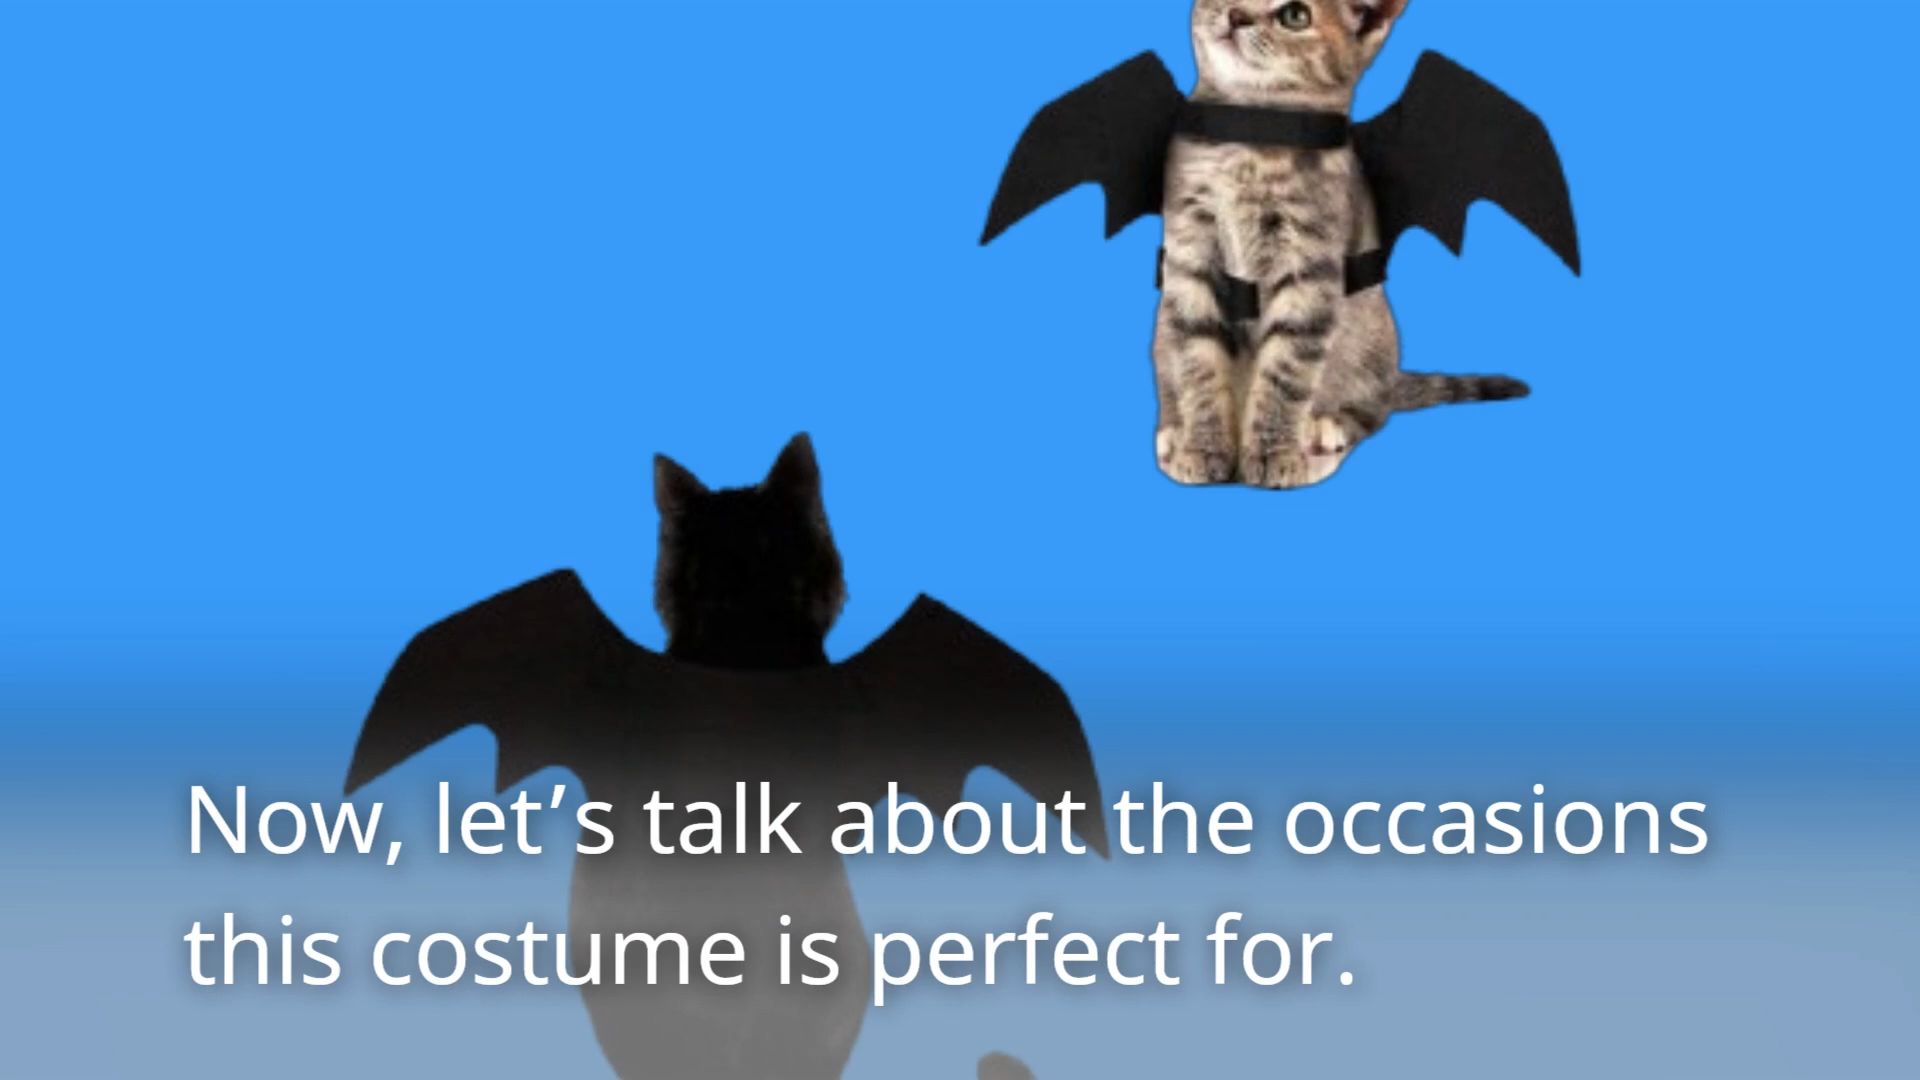 Now, let’s talk about the occasions
this costume is perfect for.